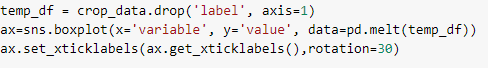 temp_df = crop_data.drop('label', axis=1)
ax=sns.boxplot(x='variable', y='value', data=pd.melt(temp_df))
ax.set_xticklabels(ax.get_xticklabels(),rotation=30)